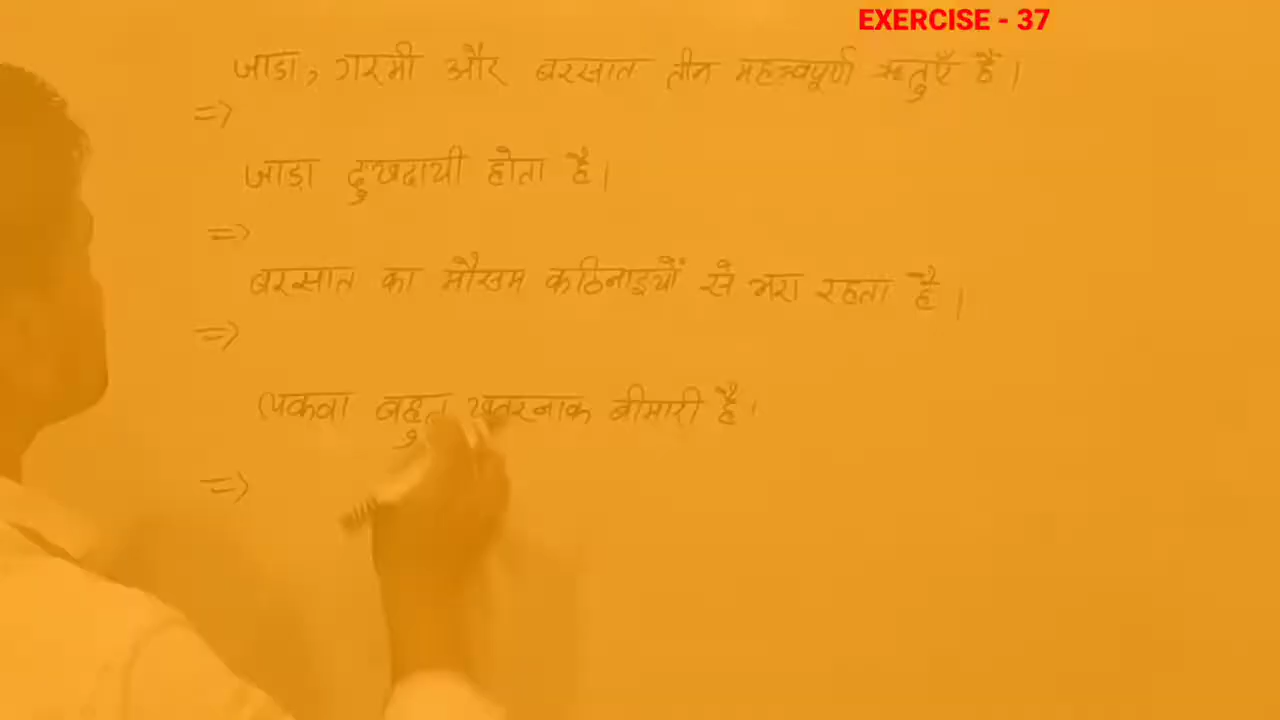 EXERCISE - 37
जाडा, गरमी और बरसात तीन महत्त्वपूर्ण ऋतुएँ हैं।
=>
जाडा़ दुखदायी होता है।
=>
बरसात का मौसम कठिनाइयों से भरा रहता है।
=>
लकवा बहुत खतरनाक बीमारी है।
=>